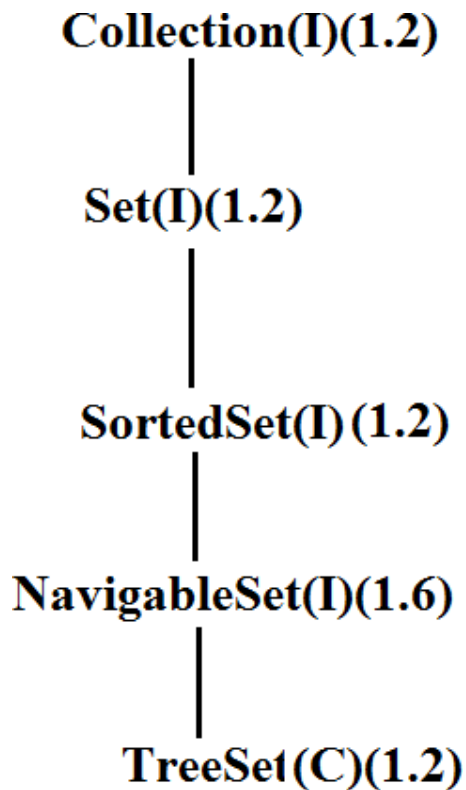 Collection(I)(1.2)
Set(I)(1.2)
SortedSet(I)(1.2)
NavigableSet(I)(1.6)
TreeSet(C)(1.2)